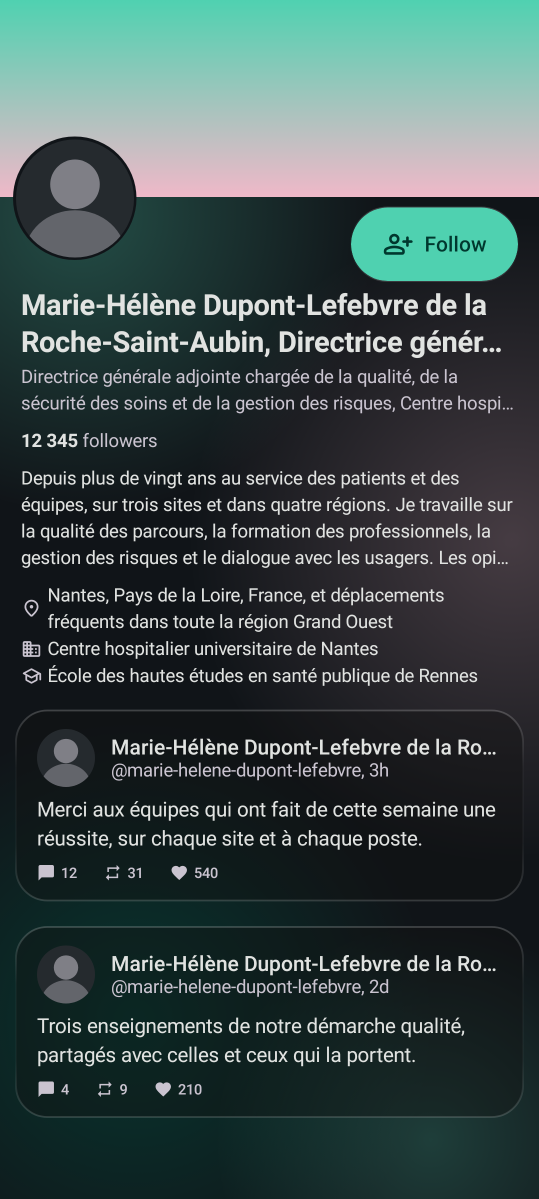 Follow
Marie-Hélène Dupont-Lefebvre de la
Roche-Saint-Aubin, Directrice génér…
Directrice générale adjointe chargée de la qualité, de la
sécurité des soins et de la gestion des risques, Centre hospi…
12 345 followers
Depuis plus de vingt ans au service des patients et des
équipes, sur trois sites et dans quatre régions. Je travaille sur
la qualité des parcours, la formation des professionnels, la
gestion des risques et le dialogue avec les usagers. Les opi…
Nantes, Pays de la Loire, France, et déplacements
fréquents dans toute la région Grand Ouest
Centre hospitalier universitaire de Nantes
École des hautes études en santé publique de Rennes
Marie-Hélène Dupont-Lefebvre de la Ro…
@marie-helene-dupont-lefebvre, 3h
Merci aux équipes qui ont fait de cette semaine une
réussite, sur chaque site et à chaque poste.
12 31 540
Marie-Hélène Dupont-Lefebvre de la Ro…
@marie-helene-dupont-lefebvre, 2d
Trois enseignements de notre démarche qualité,
partagés avec celles et ceux qui la portent.
4 9 210